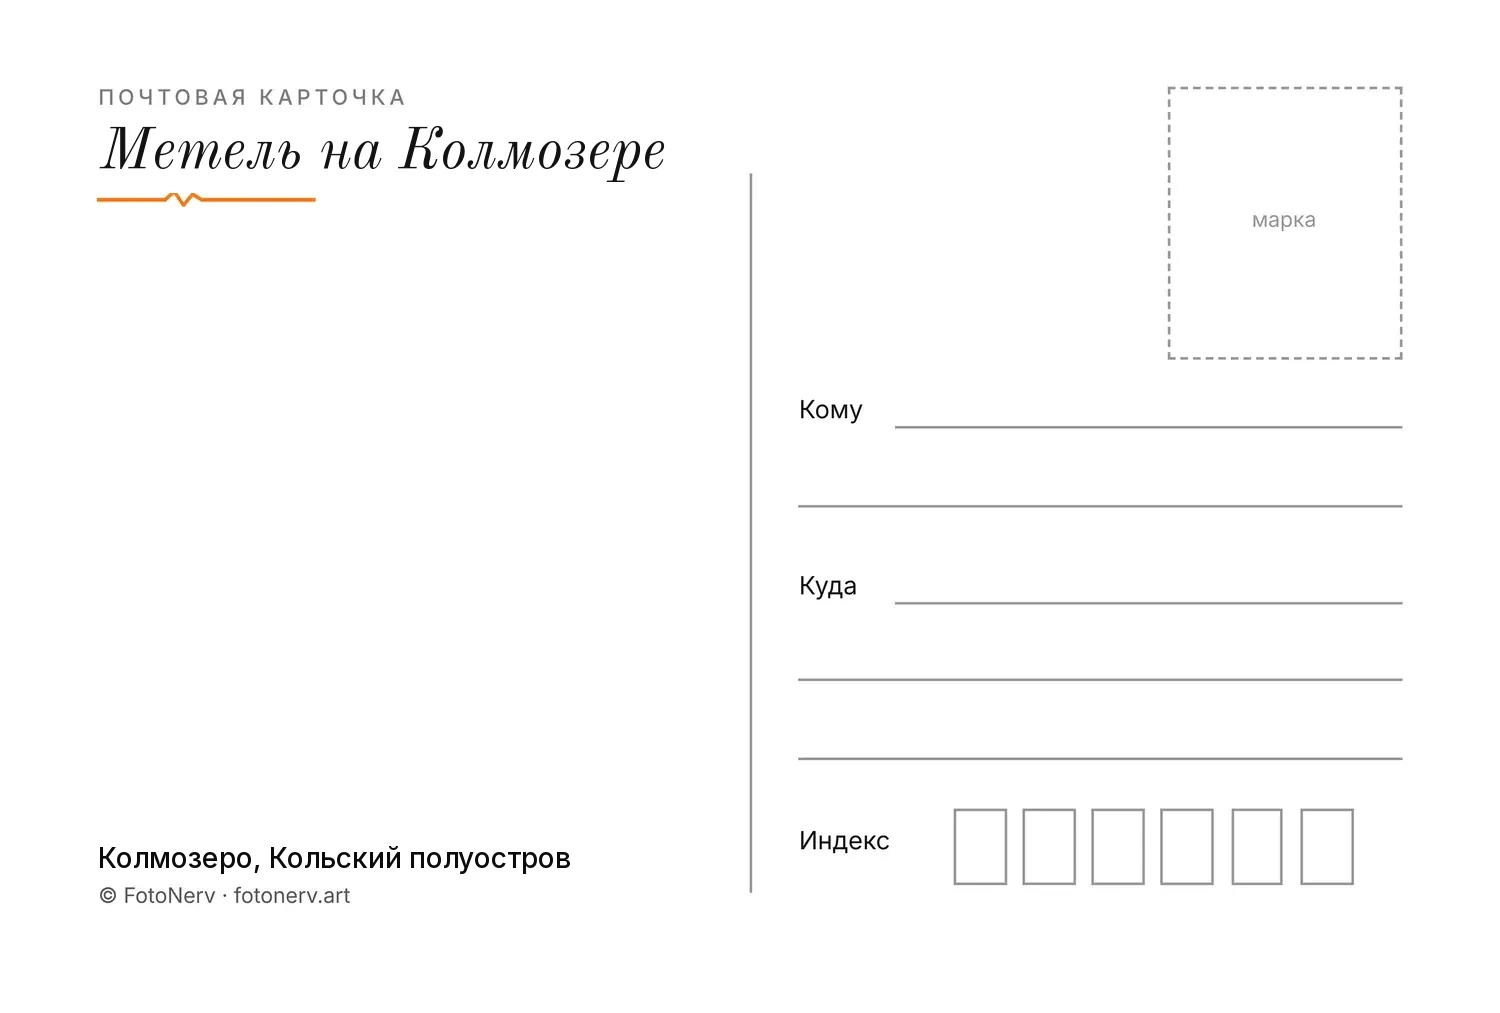 ПОЧТОВАЯ КАРТОЧКА
Метель на Колмозере
марка
Кому
Куда
Индекс
Колмозеро, Кольский полуостров
© FotoNerv · fotonerv.art